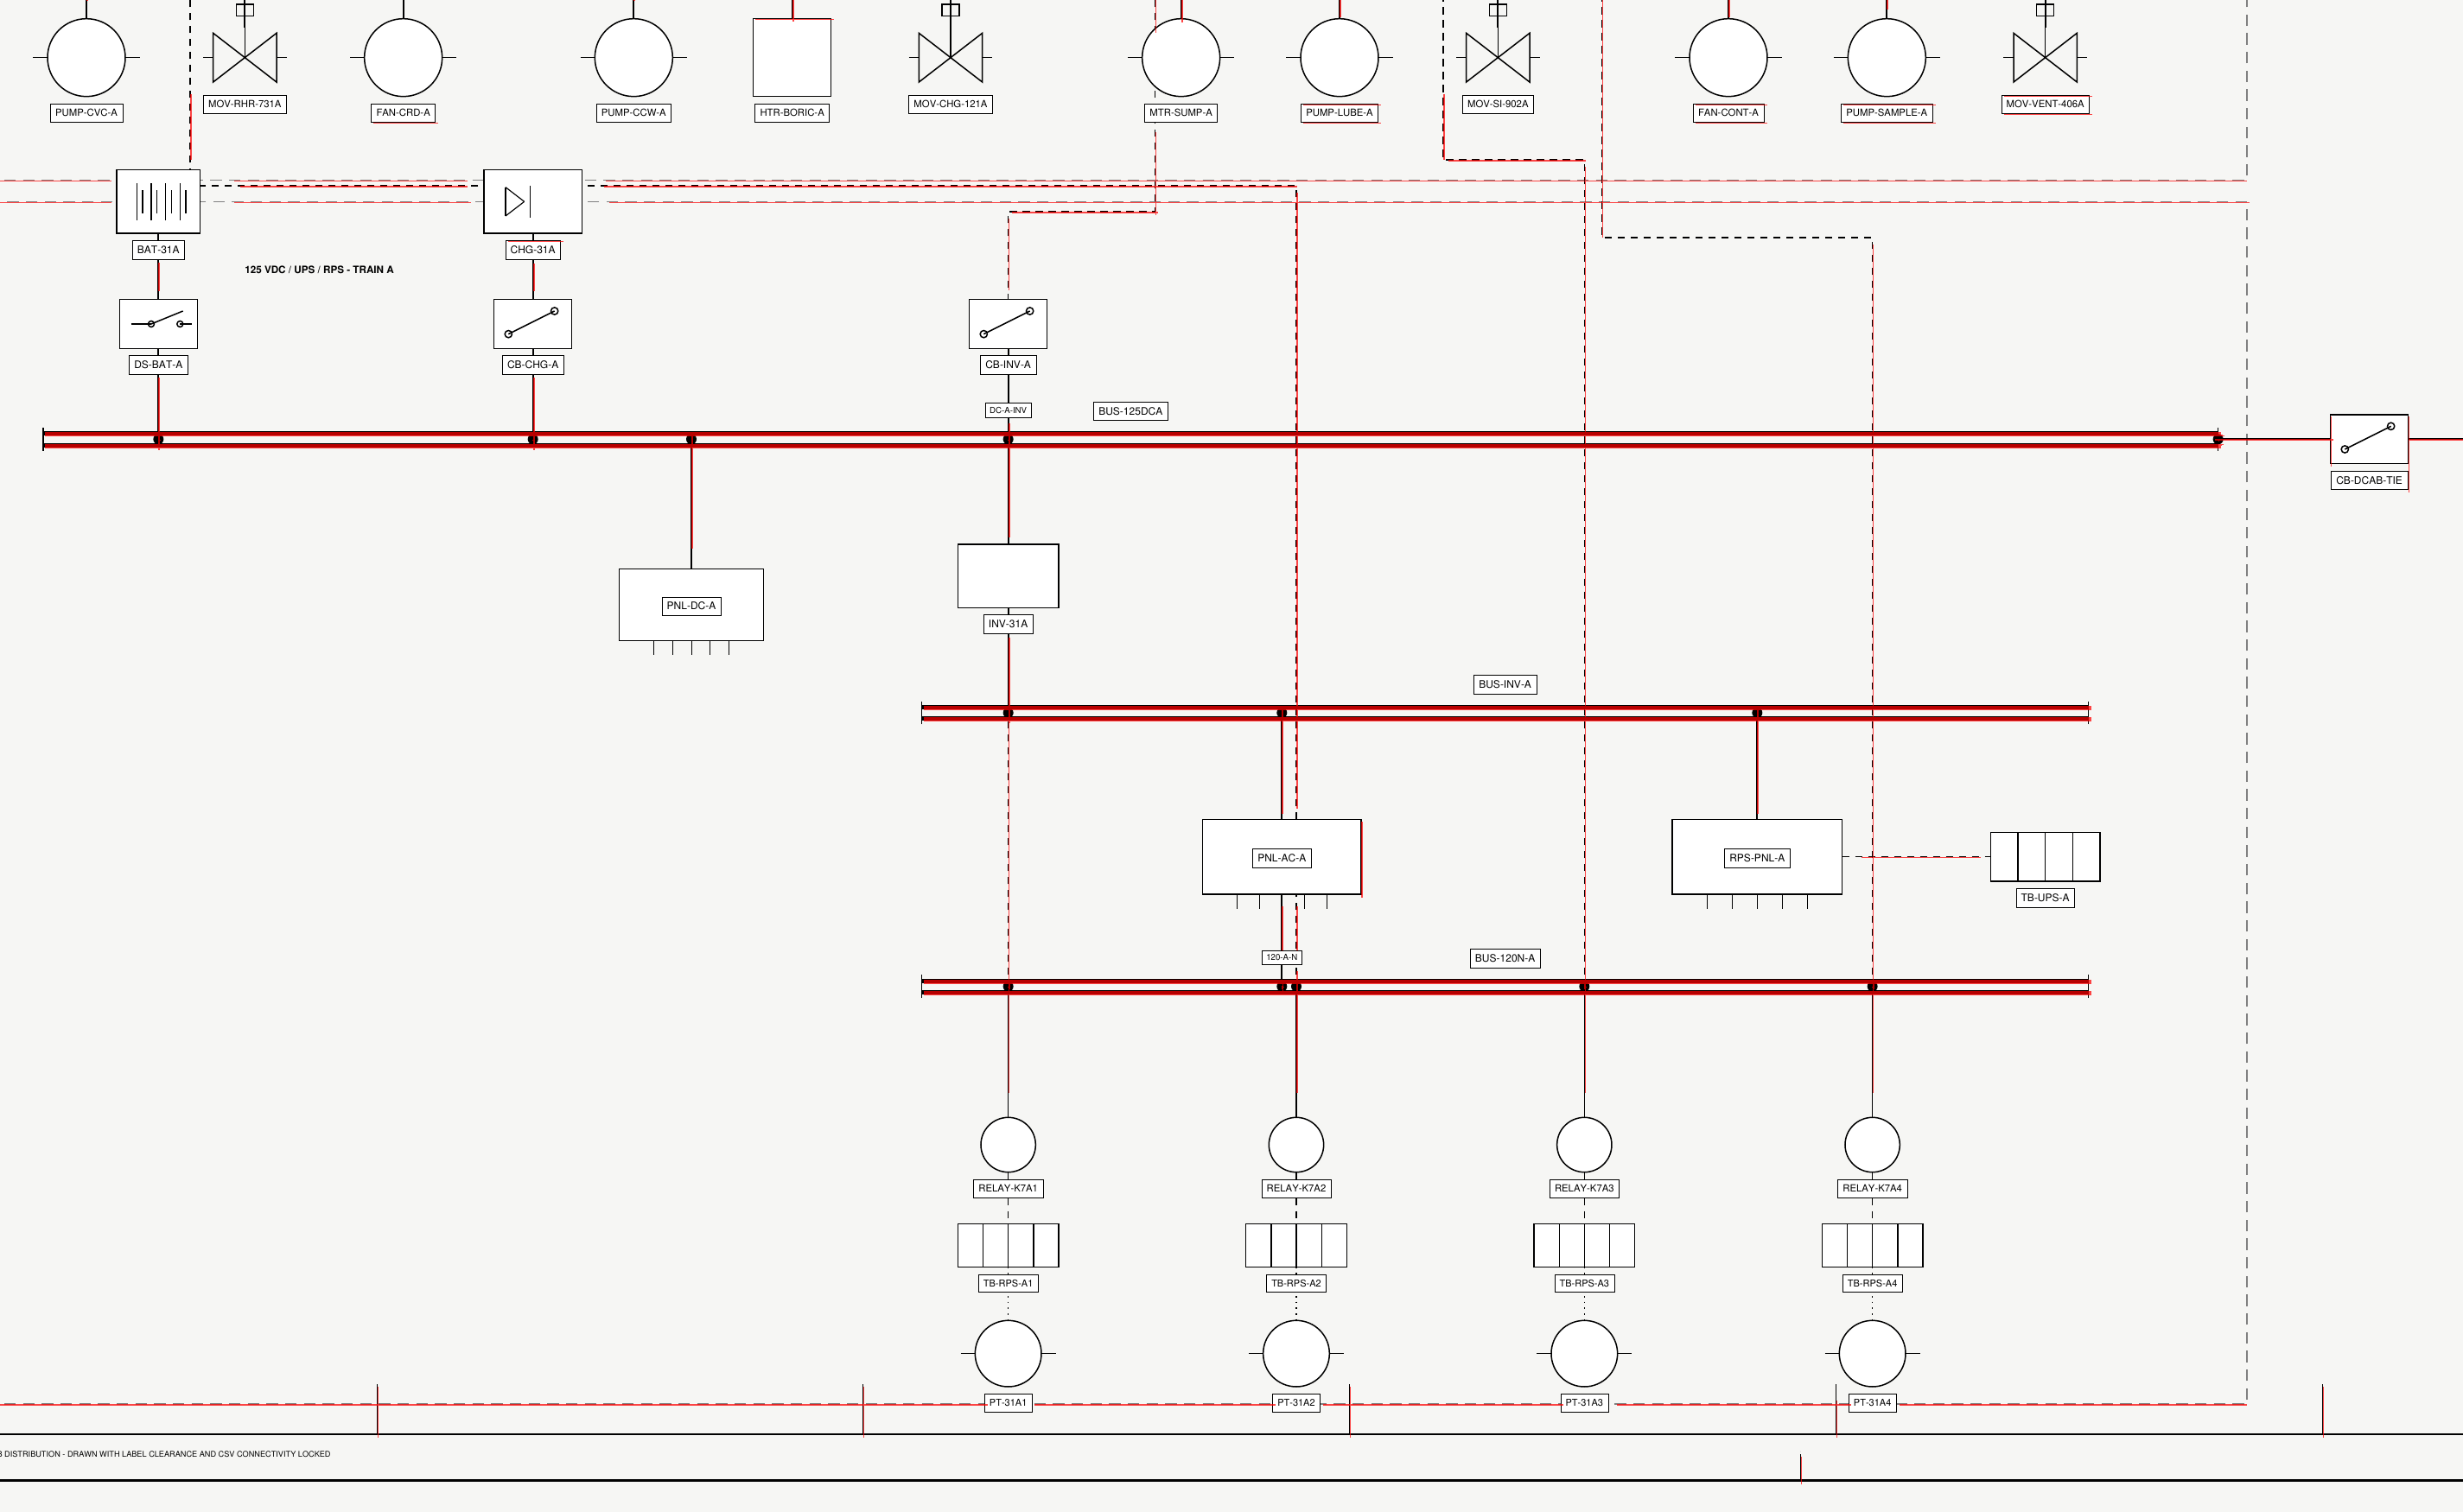 PUMP-CVC-A
MOV-RHR-731A
FAN-CRD-A
PUMP-CCW-A
HTR-BORIC-A
MOV-CHG-121A
MTR-SUMP-A
PUMP-LUBE-A
MOV-SI-902A
FAN-CONT-A
PUMP-SAMPLE-A
MOV-VENT-406A
BAT-31A
CHG-31A
125 VDC / UPS / RPS - TRAIN A
DS-BAT-A
CB-CHG-A
CB-INV-A
DC-A-INV
BUS-125DCA
CB-DCAB-TIE
PNL-DC-A
INV-31A
BUS-INV-A
PNL-AC-A
RPS-PNL-A
TB-UPS-A
120-A-N
BUS-120N-A
RELAY-K7A1
RELAY-K7A2
RELAY-K7A3
RELAY-K7A4
TB-RPS-A1
TB-RPS-A2
TB-RPS-A3
TB-RPS-A4
PT-31A1
PT-31A2
PT-31A3
PT-31A4
DISTRIBUTION - DRAWN WITH LABEL CLEARANCE AND CSV CONNECTIVITY LOCKED